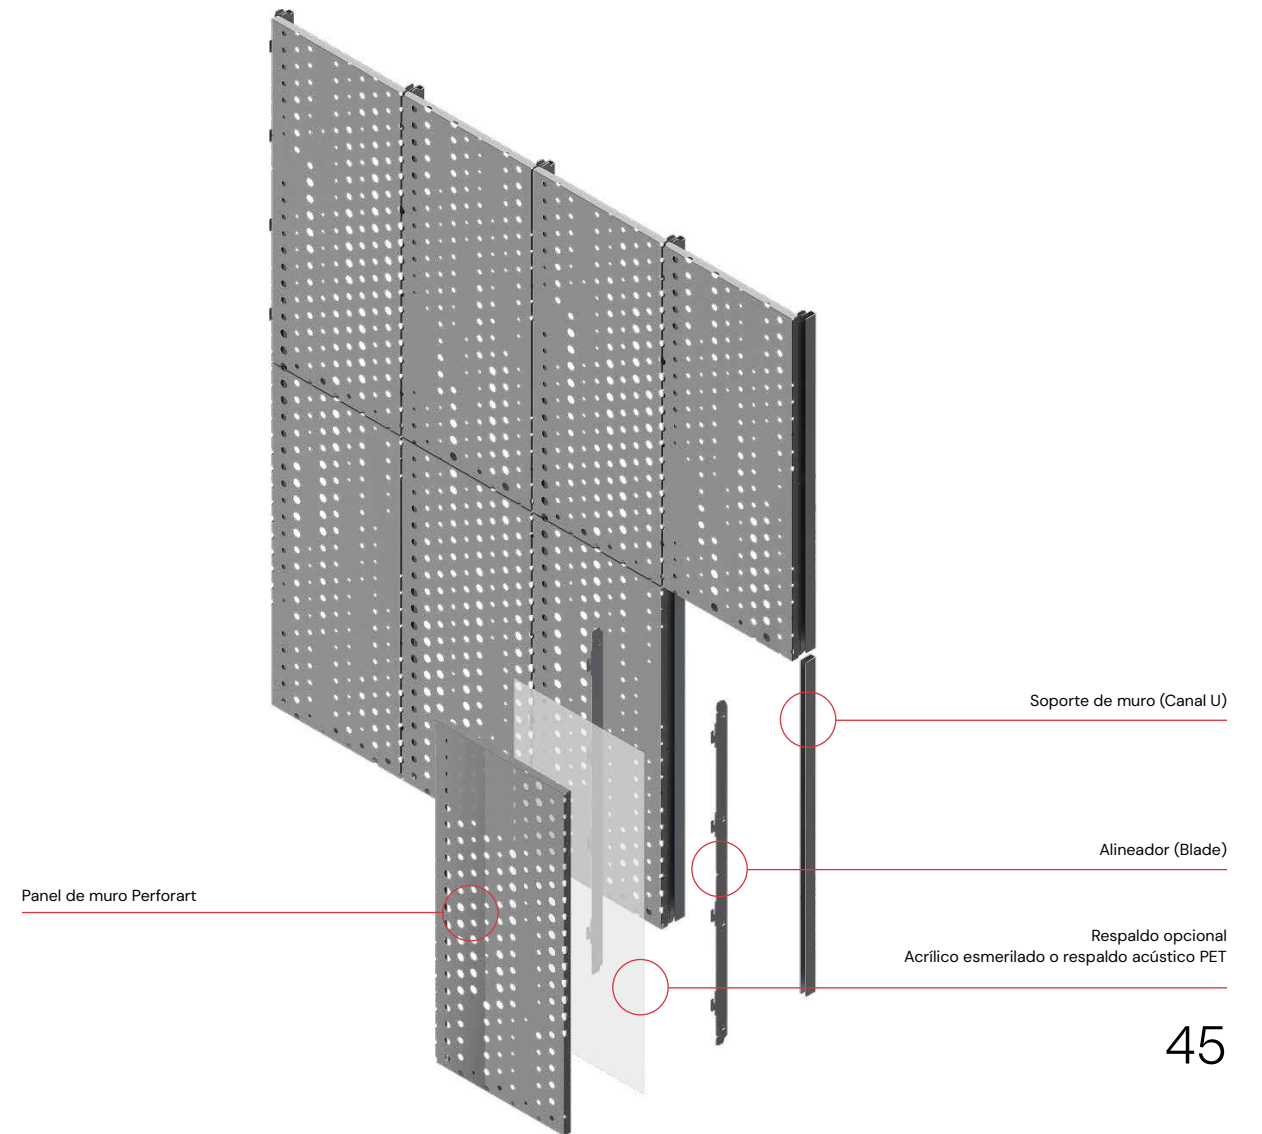 Soporte de muro (Canal U)
Alineador (Blade)
Panel de muro Perforart
Respaldo opcional
Acrílico esmerilado o respaldo acústico PET
45